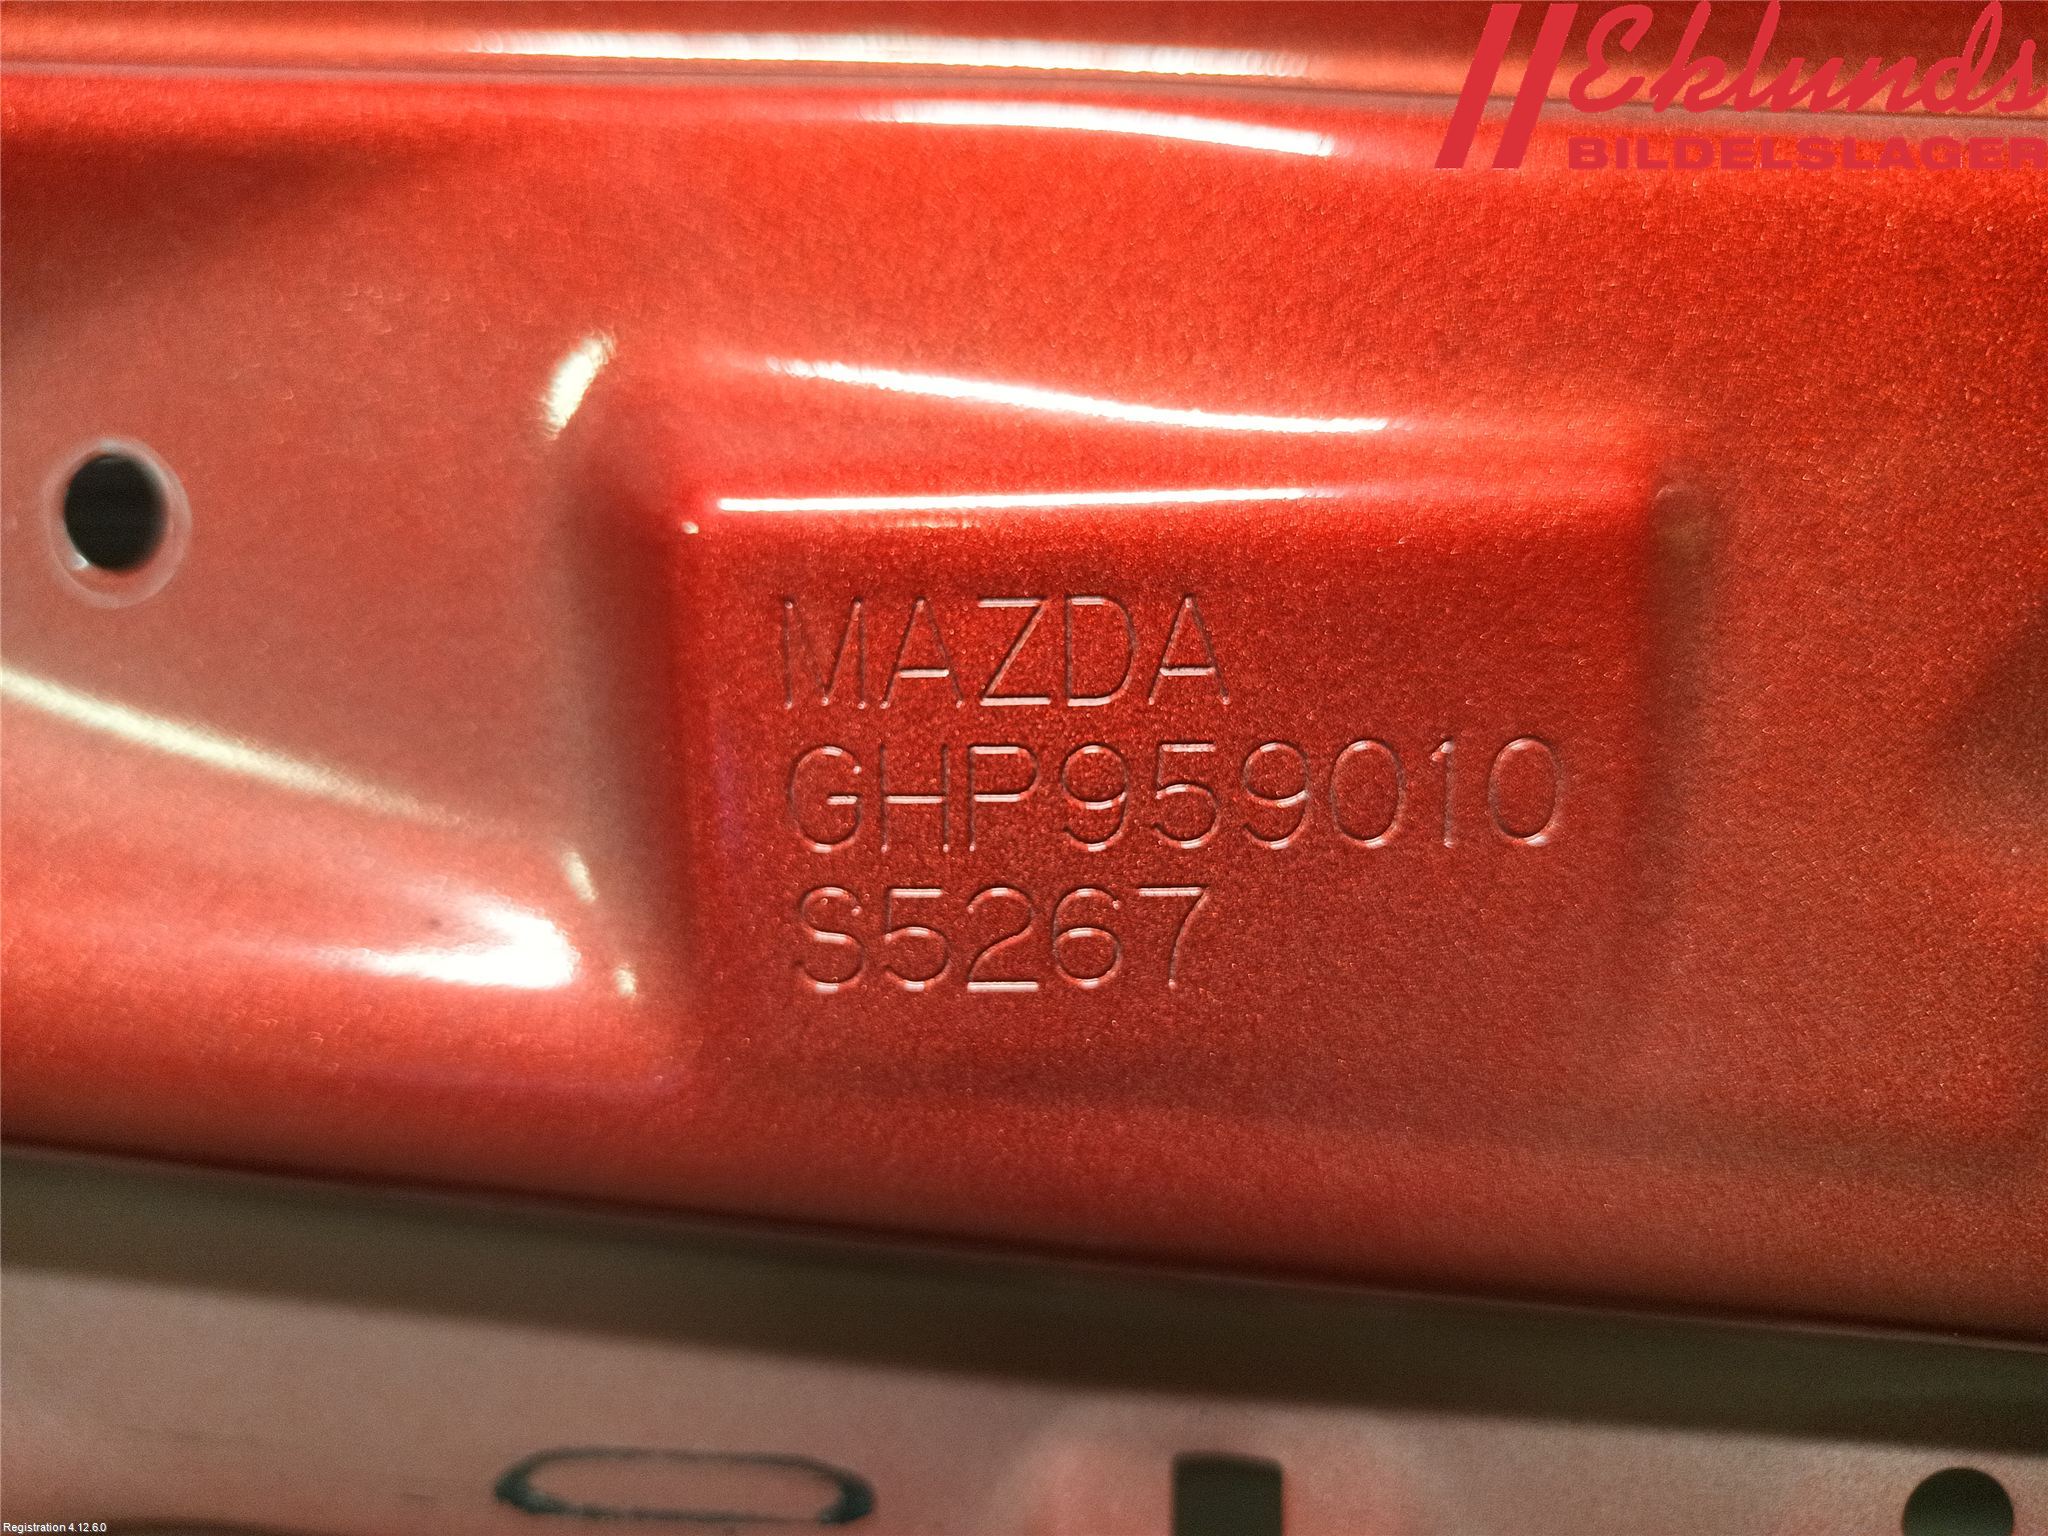 Eklunds
BILDELSLAGER
MAZDA
GHP959010
S5267
Registration 4.12.6.0